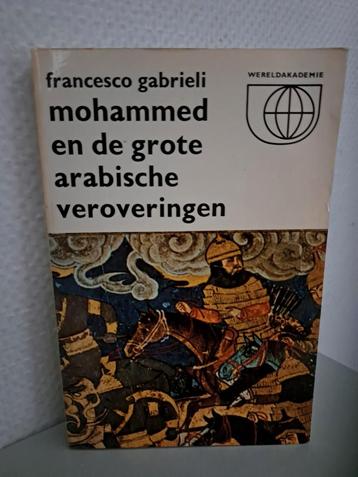 francesco gabrieli
WERELDAKADEMIE
mohammed
en de grote
arabische
veroveringen